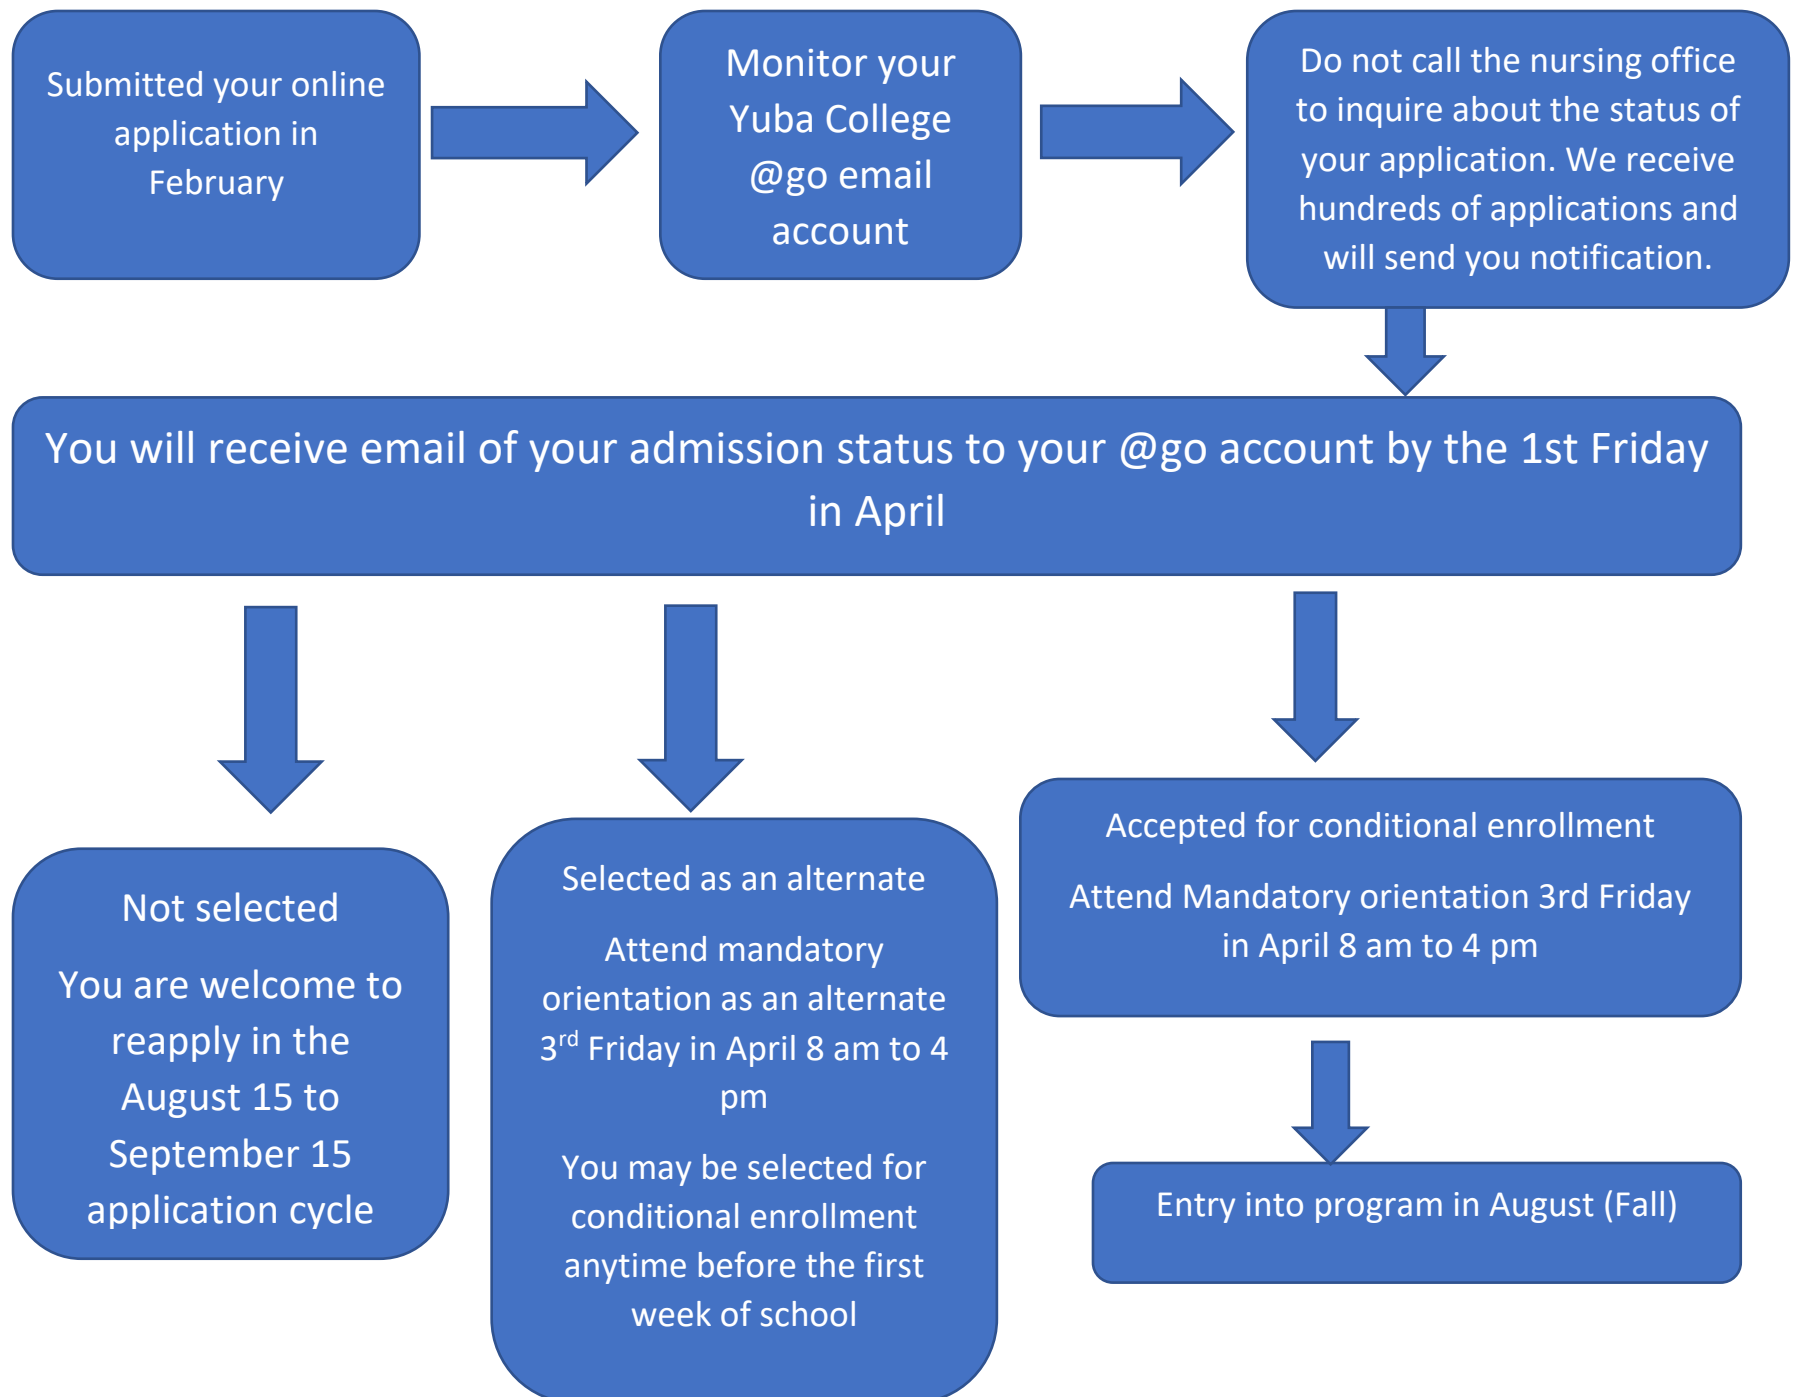 Submitted your online
application in
February
Monitor your
Yuba College
@go email
account
Do not call the nursing office
to inquire about the status of
your application. We receive
hundreds of applications and
will send you notification.
You will receive email of your admission status to your @go account by the 1st Friday
in April
Not selected
You are welcome to
reapply in the
August 15 to
September 15
application cycle
Selected as an alternate
Attend mandatory
orientation as an alternate
3rd Friday in April 8 am to 4
pm
You may be selected for
conditional enrollment
anytime before the first
week of school
Accepted for conditional enrollment
Attend Mandatory orientation 3rd Friday
in April 8 am to 4 pm
Entry into program in August (Fall)